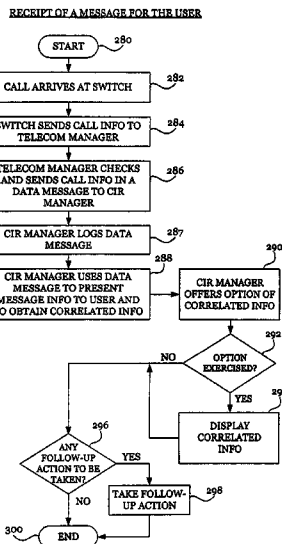 RECEIPT OF A MESSAGE FOR THE USER
START
280
CALL ARRIVES AT SWITCH
282
SWITCH SENDS CALL INFO TO
TELECOM MANAGER
284
TELECOM MANAGER CHECKS
AND SENDS CALL INFO IN A
DATA MESSAGE TO CIR
MANAGER
286
CIR MANAGER LOGS DATA
MESSAGE
287
288
CIR MANAGER USES DATA
MESSAGE TO PRESENT
MESSAGE INFO TO USER AND
TO OBTAIN CORRELATED INFO
290
CIR MANAGER
OFFERS OPTION OF
CORRELATED INFO
292
OPTION
EXERCISED?
NO
YES
DISPLAY
CORRELATED
INFO
296
ANY
FOLLOW-UP
ACTION TO BE
TAKEN?
YES
NO
TAKE FOLLOW-
UP ACTION
298
300
END